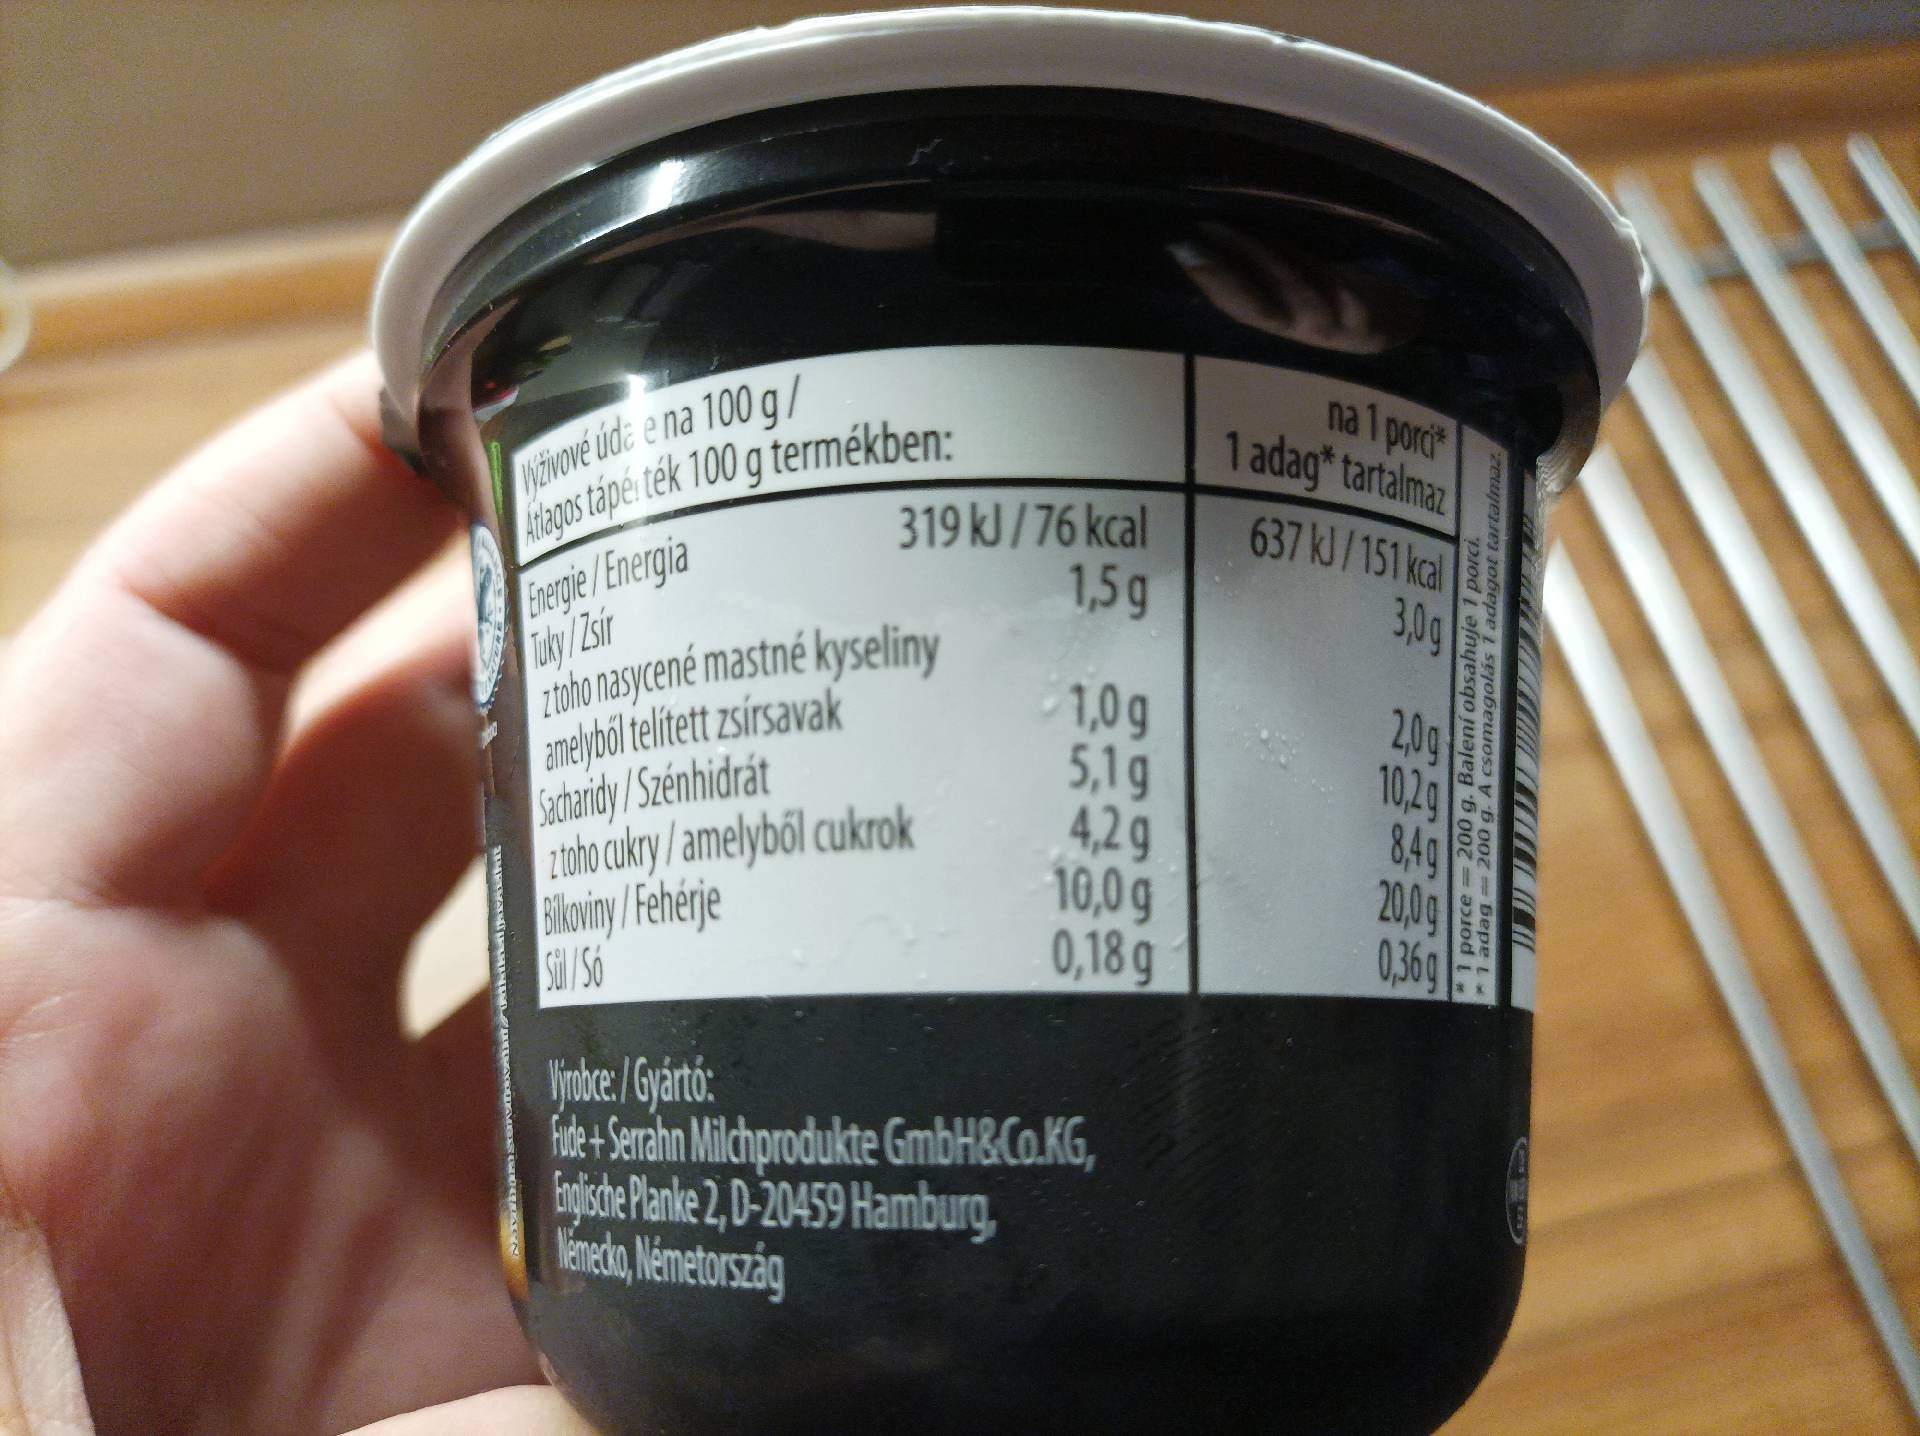 Výživové údaje na 100 g /
Átlagos tápérték 100 g termékben:
na 1 porci*
1 adag* tartalmaz
Energie / Energia 319 kJ / 76 kcal 637 kJ / 151 kcal
Tuky / Zsír 1,5 g 3,0 g
z toho nasycené mastné kyseliny
amelyből telített zsírsavak 1,0 g 2,0 g
Sacharidy / Szénhidrát 5,1 g 10,2 g
z toho cukry / amelyből cukrok 4,2 g 8,4 g
Bílkoviny / Fehérje 10,0 g 20,0 g
Sůl / Só 0,18 g 0,36 g
* 1 porce = 200 g. Balení obsahuje 1 porci.
* 1 adag = 200 g. A csomagolás 1 adagot tartalmaz.
Výrobce: / Gyártó:
Fude + Serrahn Milchprodukte GmbH&Co.KG,
Englische Planke 2, D-20459 Hamburg,
Německo, Németország